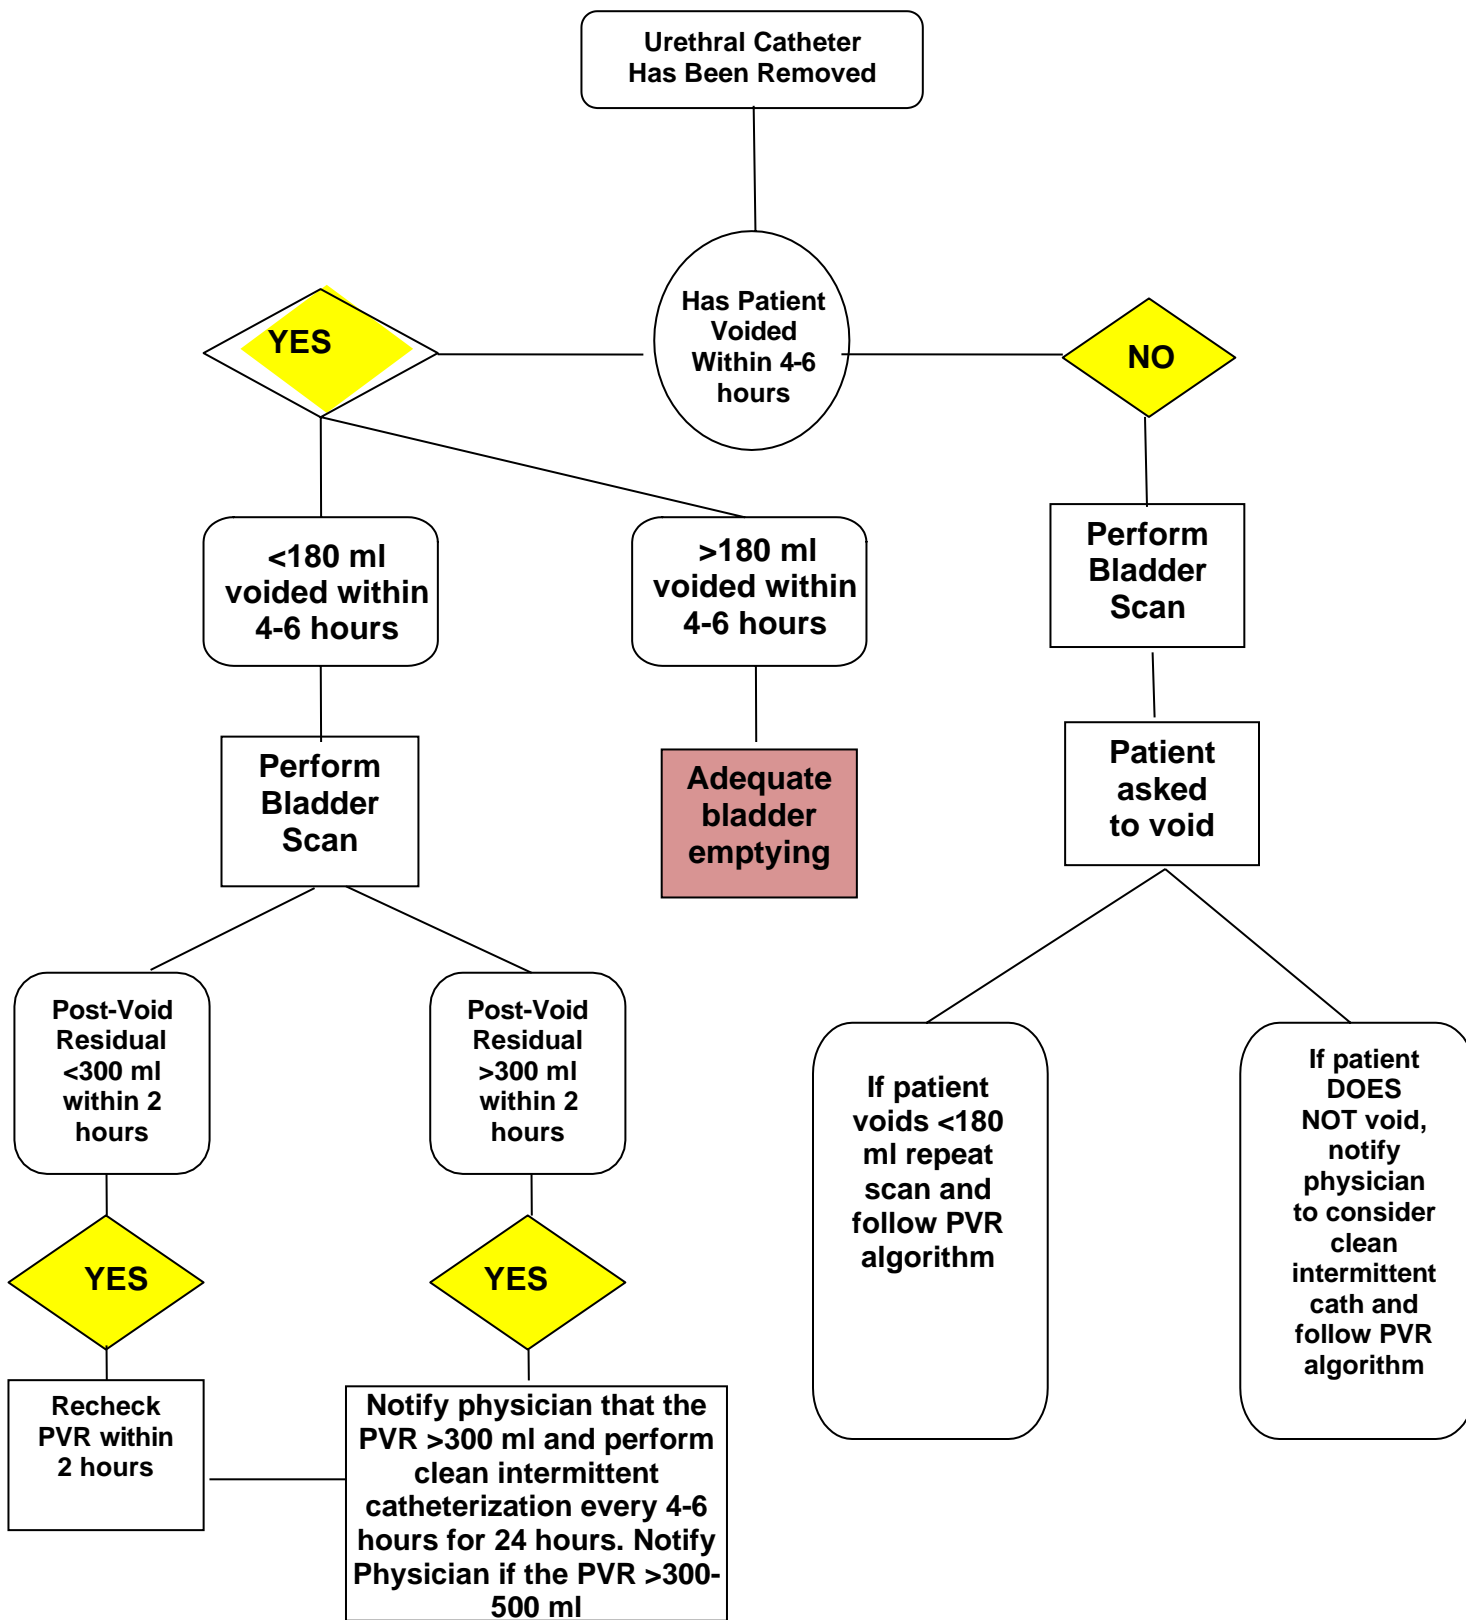 Urethral Catheter
Has Been Removed
Has Patient
Voided
Within 4-6
hours
YES
NO
<180 ml
voided within
4-6 hours
>180 ml
voided within
4-6 hours
Perform
Bladder
Scan
Perform
Bladder
Scan
Adequate
bladder
emptying
Patient
asked
to void
Post-Void
Residual
<300 ml
within 2
hours
Post-Void
Residual
>300 ml
within 2
hours
If patient
voids <180
ml repeat
scan and
follow PVR
algorithm
If patient
DOES
NOT void,
notify
physician
to consider
clean
intermittent
cath and
follow PVR
algorithm
YES
YES
Recheck
PVR within
2 hours
Notify physician that the
PVR >300 ml and perform
clean intermittent
catheterization every 4-6
hours for 24 hours. Notify
Physician if the PVR >300-
500 ml